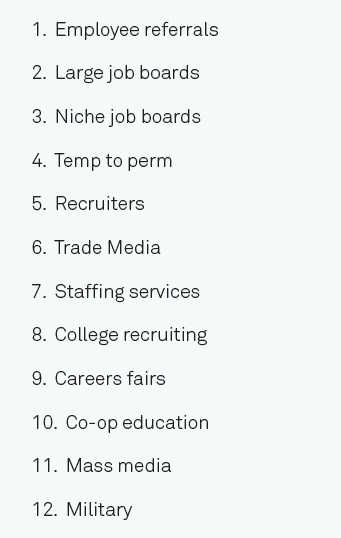 1. Employee referrals
2. Large job boards
3. Niche job boards
4. Temp to perm
5. Recruiters
6. Trade Media
7. Staffing services
8. College recruiting
9. Careers fairs
10. Co-op education
11. Mass media
12. Military